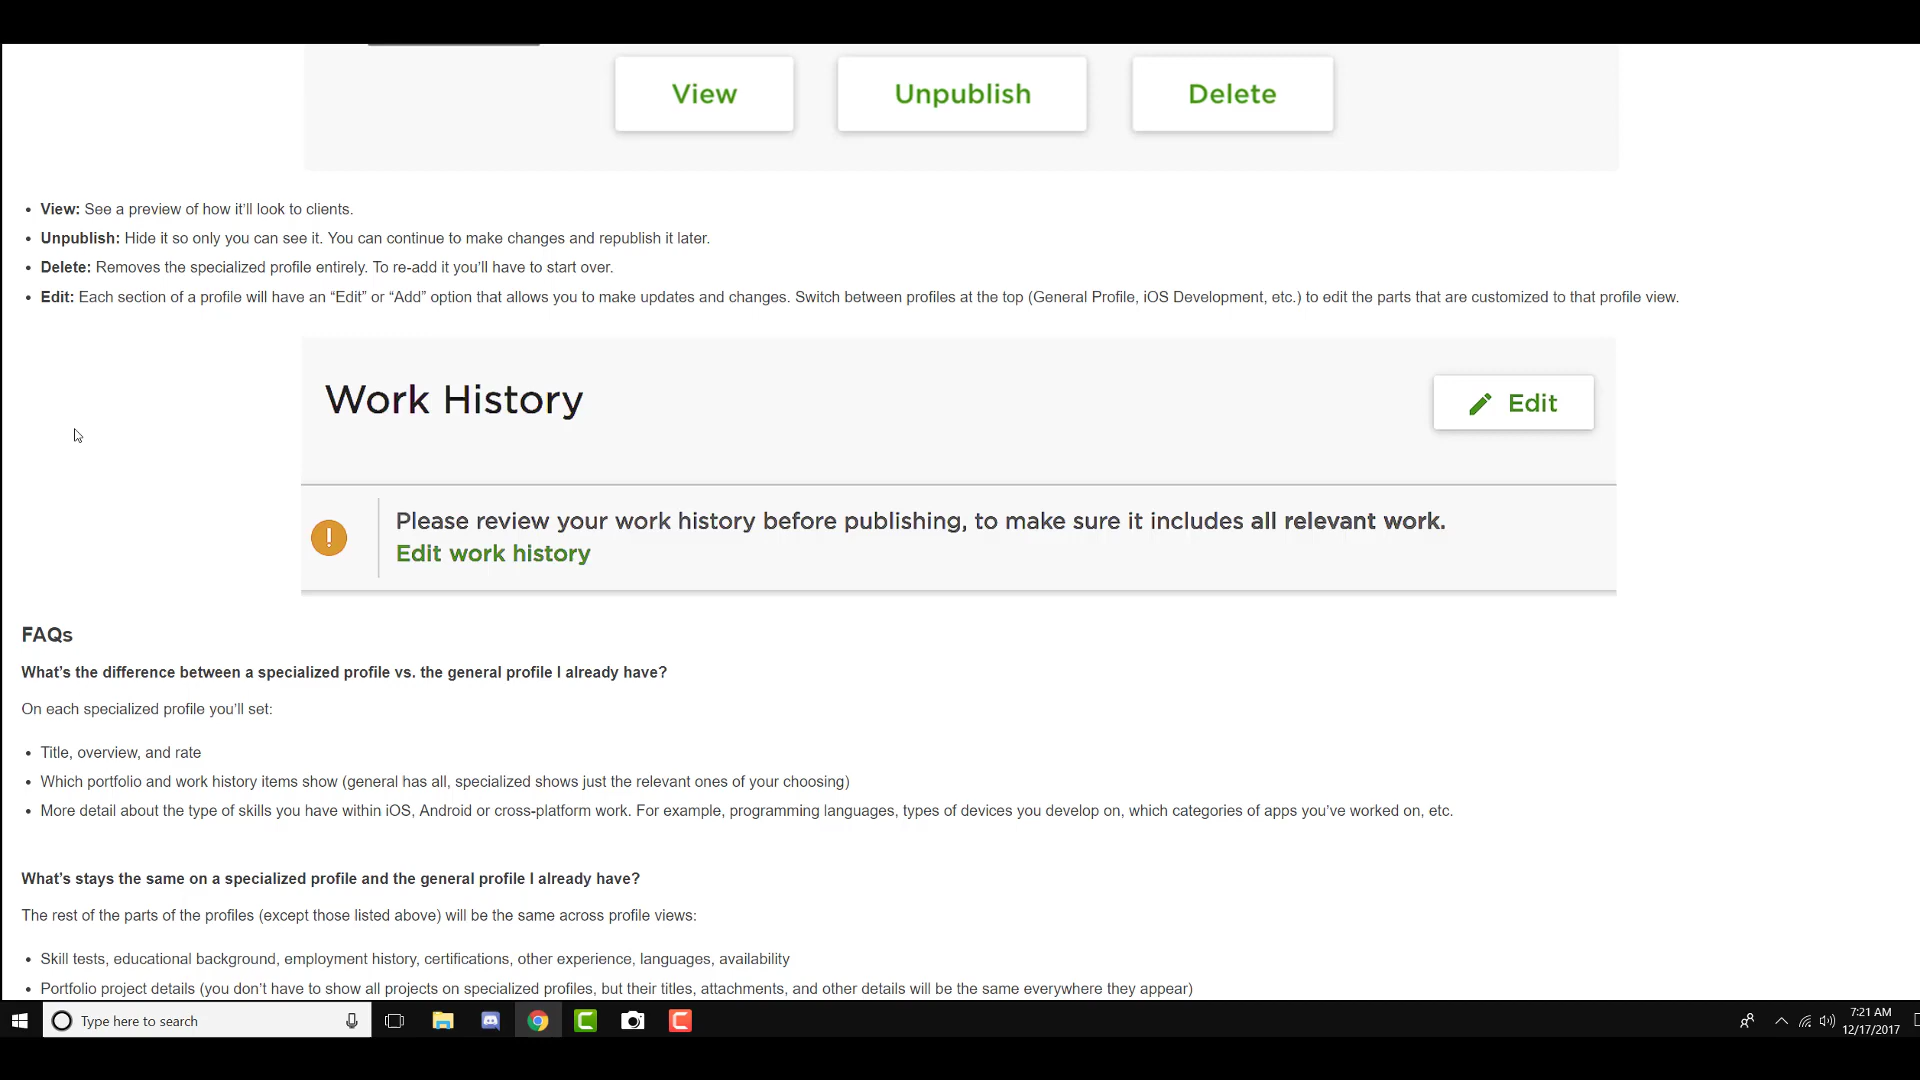 View
Unpublish
Delete
• View: See a preview of how it’ll look to clients.
• Unpublish: Hide it so only you can see it. You can continue to make changes and republish it later.
• Delete: Removes the specialized profile entirely. To re-add it you’ll have to start over.
• Edit: Each section of a profile will have an “Edit” or “Add” option that allows you to make updates and changes. Switch between profiles at the top (General Profile, iOS Development, etc.) to edit the parts that are customized to that profile view.
Work History
Edit
Please review your work history before publishing, to make sure it includes all relevant work.
Edit work history
FAQs
What’s the difference between a specialized profile vs. the general profile I already have?
On each specialized profile you’ll set:
• Title, overview, and rate
• Which portfolio and work history items show (general has all, specialized shows just the relevant ones of your choosing)
• More detail about the type of skills you have within iOS, Android or cross-platform work. For example, programming languages, types of devices you develop on, which categories of apps you’ve worked on, etc.
What’s stays the same on a specialized profile and the general profile I already have?
The rest of the parts of the profiles (except those listed above) will be the same across profile views:
• Skill tests, educational background, employment history, certifications, other experience, languages, availability
• Portfolio project details (you don’t have to show all projects on specialized profiles, but their titles, attachments, and other details will be the same everywhere they appear)
Type here to search
7:21 AM
12/17/2017